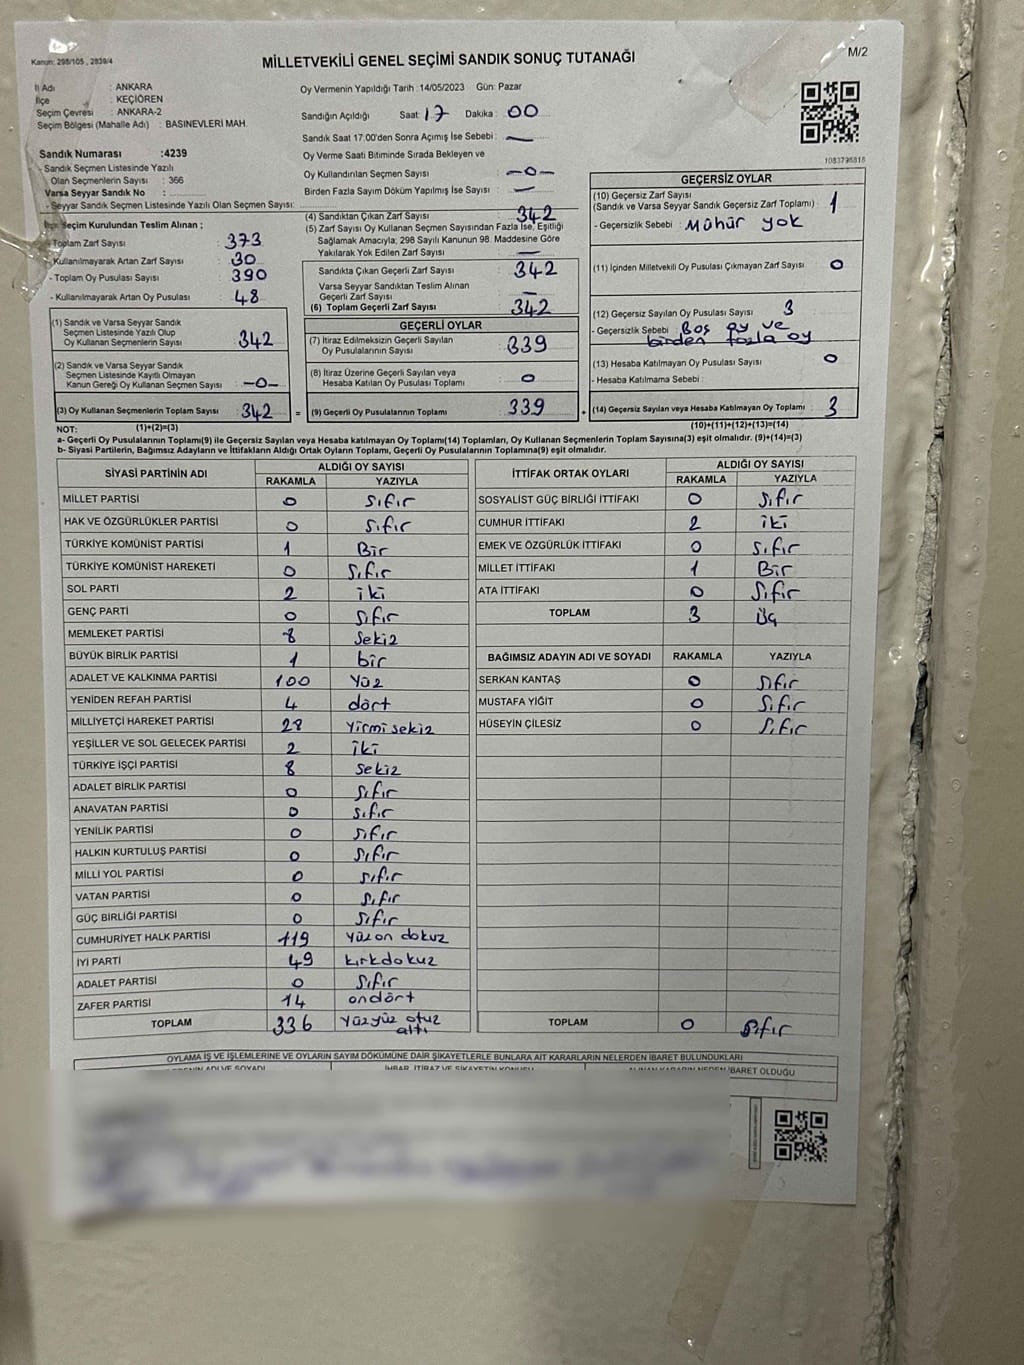 Kanun: 298/105 , 2839/4
MİLLETVEKİLİ GENEL SEÇİMİ SANDIK SONUÇ TUTANAĞI
M/2
İl Adı : ANKARA
İlçe : KEÇİÖREN
Seçim Çevresi : ANKARA-2
Seçim Bölgesi (Mahalle Adı) : BASINEVLERİ MAH.
Sandık Numarası :4239
- Sandık Seçmen Listesinde Yazılı
Olan Seçmenlerin Sayısı : 366
Varsa Seyyar Sandık No :
- Seyyar Sandık Seçmen Listesinde Yazılı Olan Seçmen Sayısı:
Oy Vermenin Yapıldığı Tarih :14/05/2023 Gün: Pazar
Sandığın Açıldığı Saat: 17 Dakika : 00
Sandık Saat 17:00'den Sonra Açımış İse Sebebi : —
Oy Verme Saati Bitiminde Sırada Bekleyen ve
Oy Kullandırılan Seçmen Sayısı : —0—
Birden Fazla Sayım Döküm Yapılmış İse Sayısı : —
1083796816
İlçe Seçim Kurulundan Teslim Alınan ;
- Toplam Zarf Sayısı : 373
- Kullanılmayarak Artan Zarf Sayısı : 30
- Toplam Oy Pusulası Sayısı : 390
- Kullanılmayarak Artan Oy Pusulası : 48
(1) Sandık ve Varsa Seyyar Sandık
Seçmen Listesinde Yazılı Olup
Oy Kullanan Seçmenlerin Sayısı : 342
(2) Sandık ve Varsa Seyyar Sandık
Seçmen Listesinde Kayıtlı Olmayan
Kanun Gereği Oy Kullanan Seçmen Sayısı : —0—
(3) Oy Kullanan Seçmenlerin Toplam Sayısı : 342 =
(4) Sandıktan Çıkan Zarf Sayısı : 342
(5) Zarf Sayısı Oy Kullanan Seçmen Sayısından Fazla İse, Eşitliği
Sağlamak Amacıyla; 298 Sayılı Kanunun 98. Maddesine Göre
Yakılarak Yok Edilen Zarf Sayısı : —
Sandıkta Çıkan Geçerli Zarf Sayısı : 342
Varsa Seyyar Sandıktan Teslim Alınan
Geçerli Zarf Sayısı : —
(6) Toplam Geçerli Zarf Sayısı : 342
GEÇERLİ OYLAR
(7) İtiraz Edilmeksizin Geçerli Sayılan
Oy Pusulalarının Sayısı : 339
(8) İtiraz Üzerine Geçerli Sayılan veya
Hesaba Katılan Oy Pusulası Toplamı : 0
(9) Geçerli Oy Pusulalarının Toplamı : 339 +
GEÇERSİZ OYLAR
(10) Geçersiz Zarf Sayısı
(Sandık ve Varsa Seyyar Sandık Geçersiz Zarf Toplamı) : 1
- Geçersizlik Sebebi : Mühür yok
(11) İçinden Milletvekili Oy Pusulası Çıkmayan Zarf Sayısı : 0
(12) Geçersiz Sayılan Oy Pusulası Sayısı : 3
- Geçersizlik Sebebi : Boş oy ve
birden fazla oy
(13) Hesaba Katılmayan Oy Pusulası Sayısı : 0
- Hesaba Katılmama Sebebi :
(14) Geçersiz Sayılan veya Hesaba Katılmayan Oy Toplamı : 3
NOT: (1)+(2)=(3)
(10)+(11)+(12)+(13)=(14)
a- Geçerli Oy Pusulalarının Toplamı(9) ile Geçersiz Sayılan veya Hesaba katılmayan Oy Toplamı(14) Toplamları, Oy Kullanan Seçmenlerin Toplam Sayısına(3) eşit olmalıdır. (9)+(14)=(3)
b- Siyasi Partilerin, Bağımsız Adayların ve İttifakların Aldığı Ortak Oyların Toplamı, Geçerli Oy Pusulalarının Toplamına(9) eşit olmalıdır.
SİYASİ PARTİNİN ADI
ALDIĞI OY SAYISI
RAKAMLA YAZIYLA
MİLLET PARTİSİ 0 Sıfır
HAK VE ÖZGÜRLÜKLER PARTİSİ 0 Sıfır
TÜRKİYE KOMÜNİST PARTİSİ 1 Bir
TÜRKİYE KOMÜNİST HAREKETİ 0 Sıfır
SOL PARTİ 2 iki
GENÇ PARTİ 0 Sıfır
MEMLEKET PARTİSİ 8 Sekiz
BÜYÜK BİRLİK PARTİSİ 1 bir
ADALET VE KALKINMA PARTİSİ 100 Yüz
YENİDEN REFAH PARTİSİ 4 dört
MİLLİYETÇİ HAREKET PARTİSİ 28 Yirmisekiz
YEŞİLLER VE SOL GELECEK PARTİSİ 2 iki
TÜRKİYE İŞÇİ PARTİSİ 8 Sekiz
ADALET BİRLİK PARTİSİ 0 Sıfır
ANAVATAN PARTİSİ 0 Sıfır
YENİLİK PARTİSİ 0 Sıfır
HALKIN KURTULUŞ PARTİSİ 0 Sıfır
MİLLİ YOL PARTİSİ 0 Sıfır
VATAN PARTİSİ 0 Sıfır
GÜÇ BİRLİĞİ PARTİSİ 0 Sıfır
CUMHURİYET HALK PARTİSİ 119 Yüzon dokuz
İYİ PARTİ 49 kırkdokuz
ADALET PARTİSİ 0 Sıfır
ZAFER PARTİSİ 14 ondört
TOPLAM 336 Yüzyüz otuz
altı
İTTİFAK ORTAK OYLARI
ALDIĞI OY SAYISI
RAKAMLA YAZIYLA
SOSYALİST GÜÇ BİRLİĞİ İTTİFAKI 0 Sıfır
CUMHUR İTTİFAKI 2 iki
EMEK VE ÖZGÜRLÜK İTTİFAKI 0 Sıfır
MİLLET İTTİFAKI 1 Bir
ATA İTTİFAKI 0 Sıfır
TOPLAM 3 Üç
BAĞIMSIZ ADAYIN ADI VE SOYADI RAKAMLA YAZIYLA
SERKAN KANTAŞ 0 Sıfır
MUSTAFA YİĞİT 0 Sıfır
HÜSEYİN ÇİLESİZ 0 Sıfır
TOPLAM 0 Sıfır
OYLAMA İŞ VE İŞLEMLERİNE VE OYLARIN SAYIM DÖKÜMÜNE DAİR ŞİKAYETLERLE BUNLARA AİT KARARLARIN NELERDEN İBARET BULUNDUKLARI
ADI VE SOYADI
İHBAR, İTİRAZ VE ŞİKAYETİN KONUSU
ALINAN KARARIN NEDEN İBARET OLDUĞU